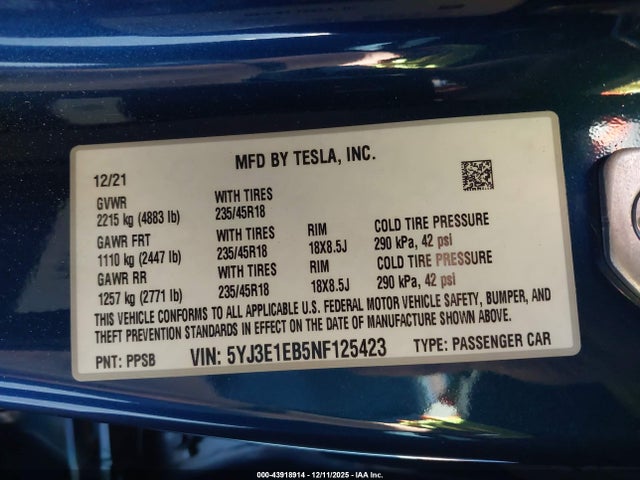 MFD BY TESLA, INC.
12/21
GVWR WITH TIRES
2215 kg (4883 lb) 235/45R18
GAWR FRT WITH TIRES RIM COLD TIRE PRESSURE
1110 kg (2447 lb) 235/45R18 18X8.5J 290 kPa, 42 psi
GAWR RR WITH TIRES RIM COLD TIRE PRESSURE
1257 kg (2771 lb) 235/45R18 18X8.5J 290 kPa, 42 psi
THIS VEHICLE CONFORMS TO ALL APPLICABLE U.S. FEDERAL MOTOR VEHICLE SAFETY, BUMPER, AND
THEFT PREVENTION STANDARDS IN EFFECT ON THE DATE OF MANUFACTURE SHOWN ABOVE.
PNT: PPSB VIN: 5YJ3E1EB5NF125423 TYPE: PASSENGER CAR
000-43918914 - 12/11/2025 - IAA Inc.